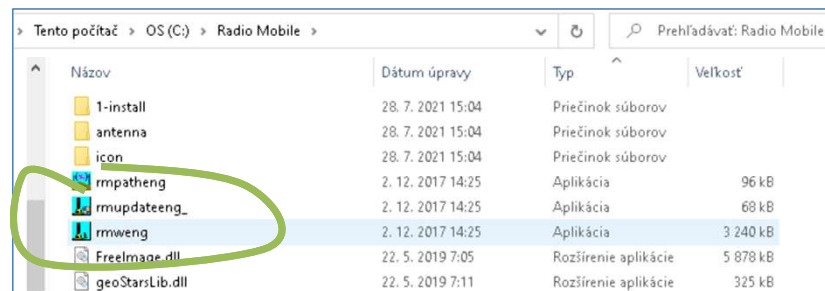 › Tento počítač › OS (C:) › Radio Mobile › Prehľadávať: Radio Mobile
Názov Dátum úpravy Typ Veľkosť
1-install 28. 7. 2021 15:04 Priečinok súborov
antenna 28. 7. 2021 15:04 Priečinok súborov
icon 28. 7. 2021 15:04 Priečinok súborov
rmpatheng 2. 12. 2017 14:25 Aplikácia 96 kB
rmupdateeng_ 2. 12. 2017 14:25 Aplikácia 68 kB
rmweng 2. 12. 2017 14:25 Aplikácia 3 240 kB
FreeImage.dll 22. 5. 2019 7:05 Rozšírenie aplikácie 5 878 kB
geoStarsLib.dll 22. 5. 2019 7:11 Rozšírenie aplikácie 325 kB